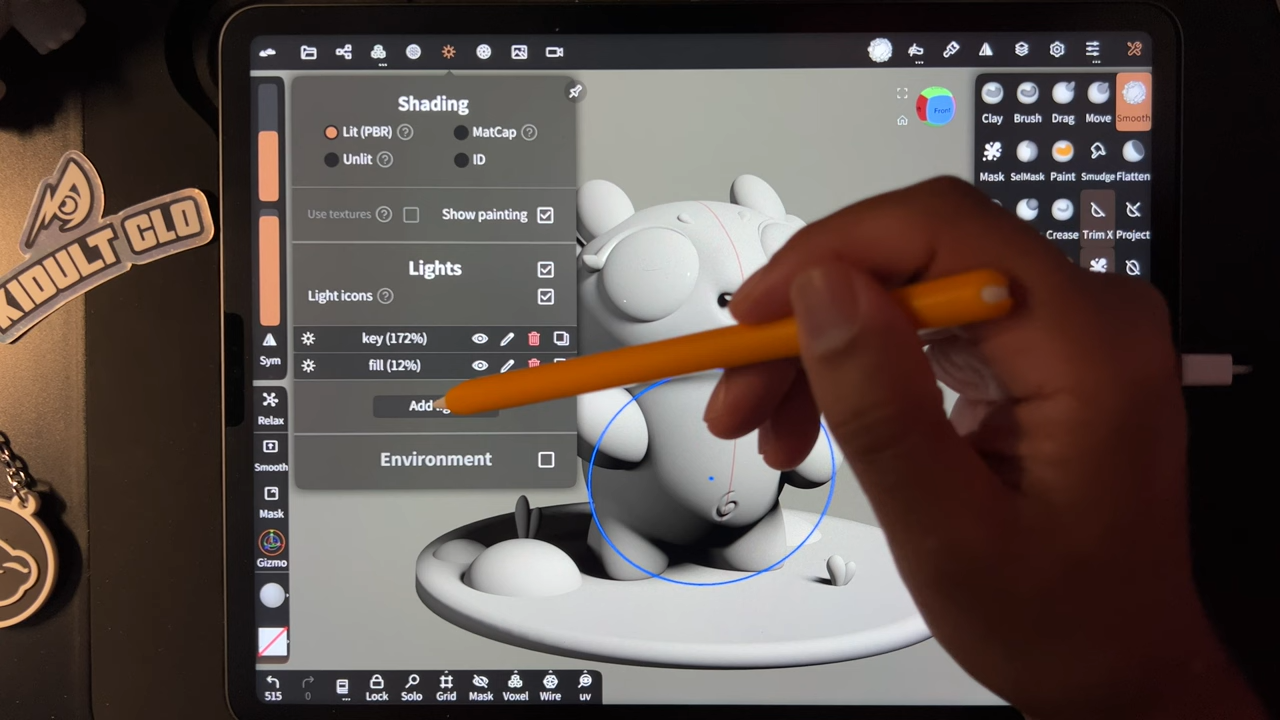 KIDULT CLO
Shading
Lit (PBR) ?
MatCap ?
Unlit ?
ID
Use textures ?
Show painting
Lights
Light icons ?
key (172%)
fill (12%)
Add
Environment
Sym
Relax
Smooth
Mask
Gizmo
515
0
Lock
Solo
Grid
Mask
Voxel
Wire
uv
Front
Clay
Brush
Drag
Move
Smooth
Mask
SelMask
Paint
Smudge
Flatten
Crease
Trim X
Project